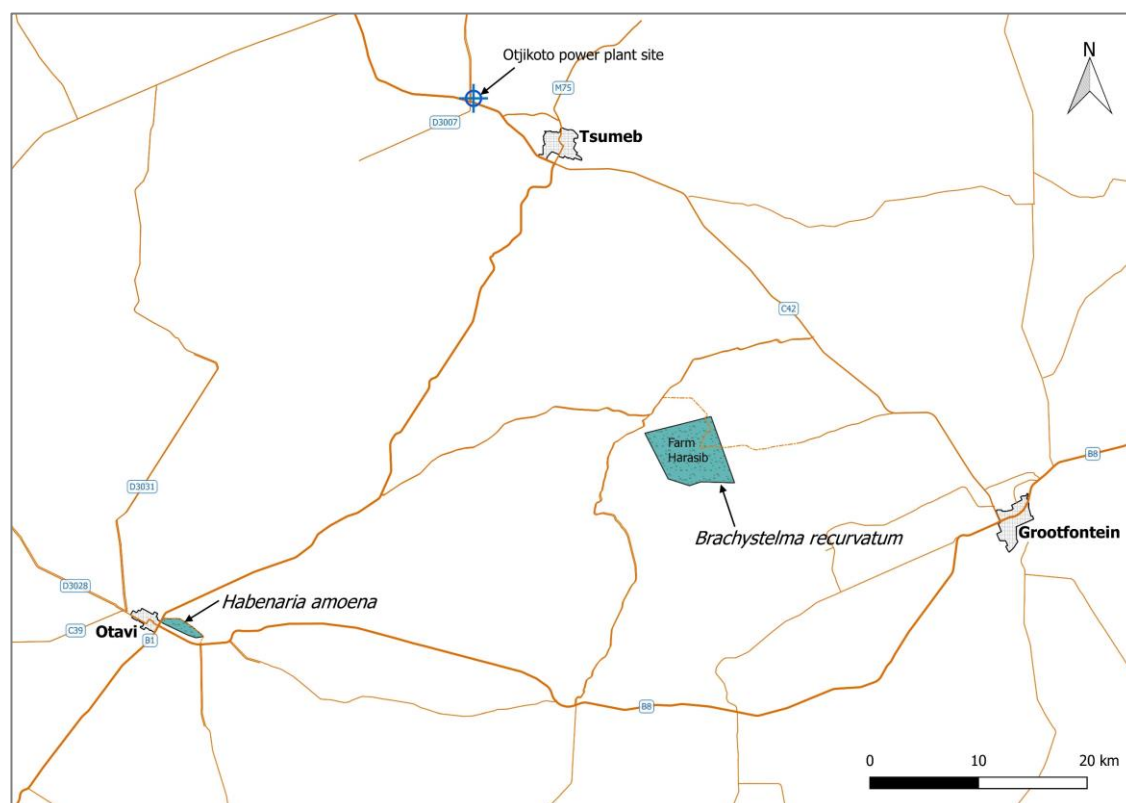 Otjikoto power plant site
N
M75
D3007
Tsumeb
C42
Farm
Harasib
B8
D3031
Brachystelma recurvatum
Grootfontein
D3028
Habenaria amoena
C39
Otavi
B1
B8
0 10 20 km